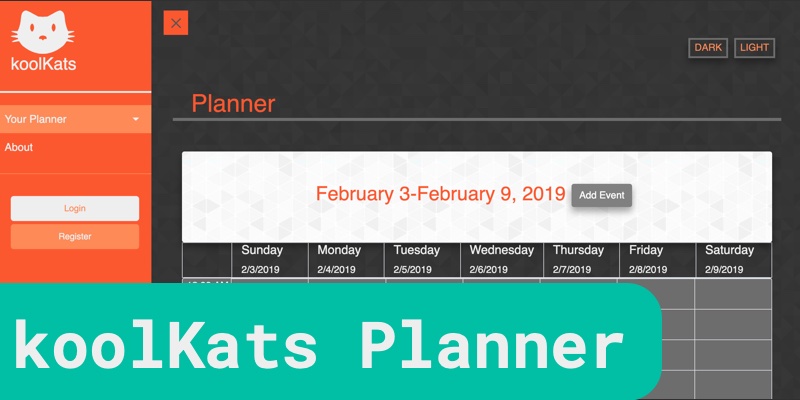 koolKats
DARK
LIGHT
Planner
Your Planner
About
Login
Register
February 3-February 9, 2019
Add Event
Sunday Monday Tuesday Wednesday Thursday Friday Saturday
2/3/2019 2/4/2019 2/5/2019 2/6/2019 2/7/2019 2/8/2019 2/9/2019
koolKats Planner